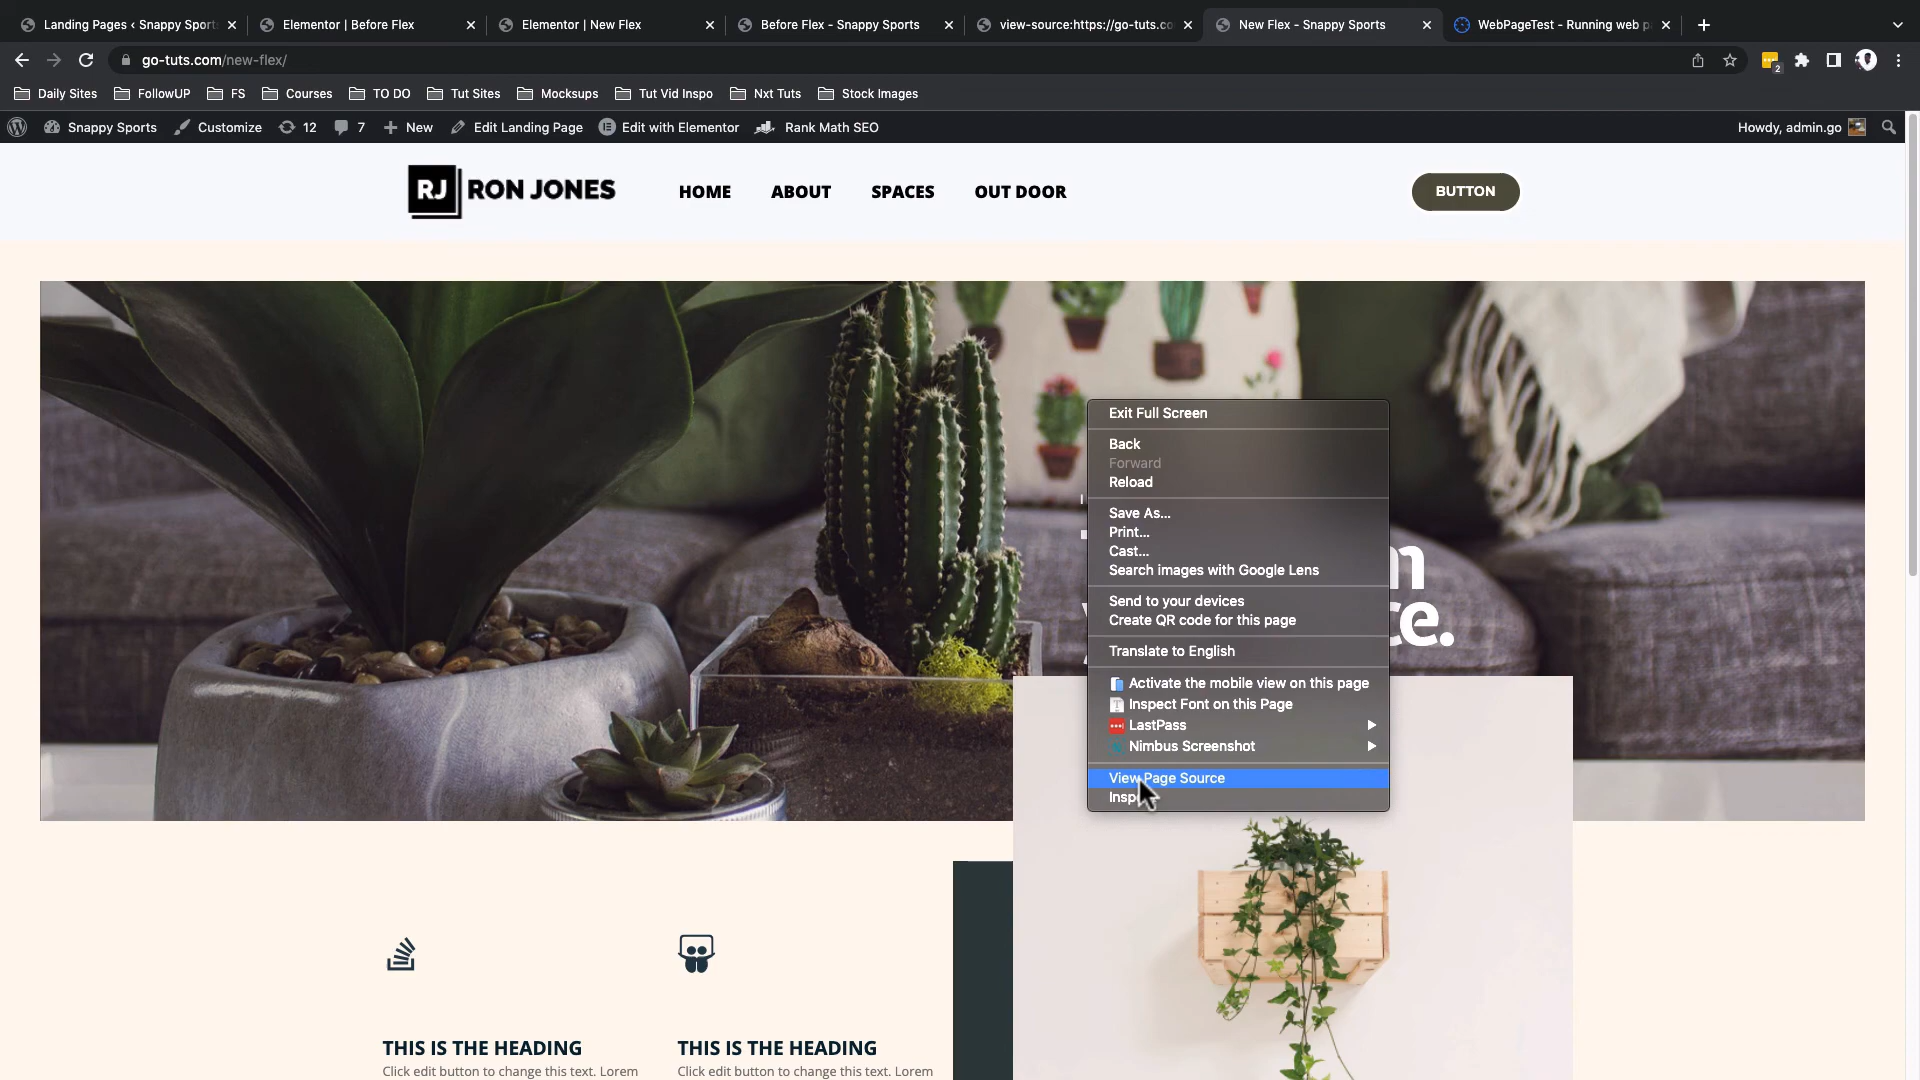 Landing Pages ‹ Snappy Sport
Elementor | Before Flex
Elementor | New Flex
Before Flex - Snappy Sports
view-source:https://go-tuts.co
New Flex - Snappy Sports
WebPageTest - Running web p
go-tuts.com/new-flex/
2
Daily Sites
FollowUP
FS
Courses
TO DO
Tut Sites
Mocksups
Tut Vid Inspo
Nxt Tuts
Stock Images
Snappy Sports
Customize
12
7
New
Edit Landing Page
Edit with Elementor
Rank Math SEO
Howdy, admin.go
RJ RON JONES
HOME
ABOUT
SPACES
OUT DOOR
BUTTON
Exit Full Screen
Back
Forward
Reload
Save As...
Print...
Cast...
Search images with Google Lens
Send to your devices
Create QR code for this page
Translate to English
Activate the mobile view on this page
Inspect Font on this Page
LastPass
Nimbus Screenshot
View Page Source
THIS IS THE HEADING
Click edit button to change this text. Lorem
THIS IS THE HEADING
Click edit button to change this text. Lorem